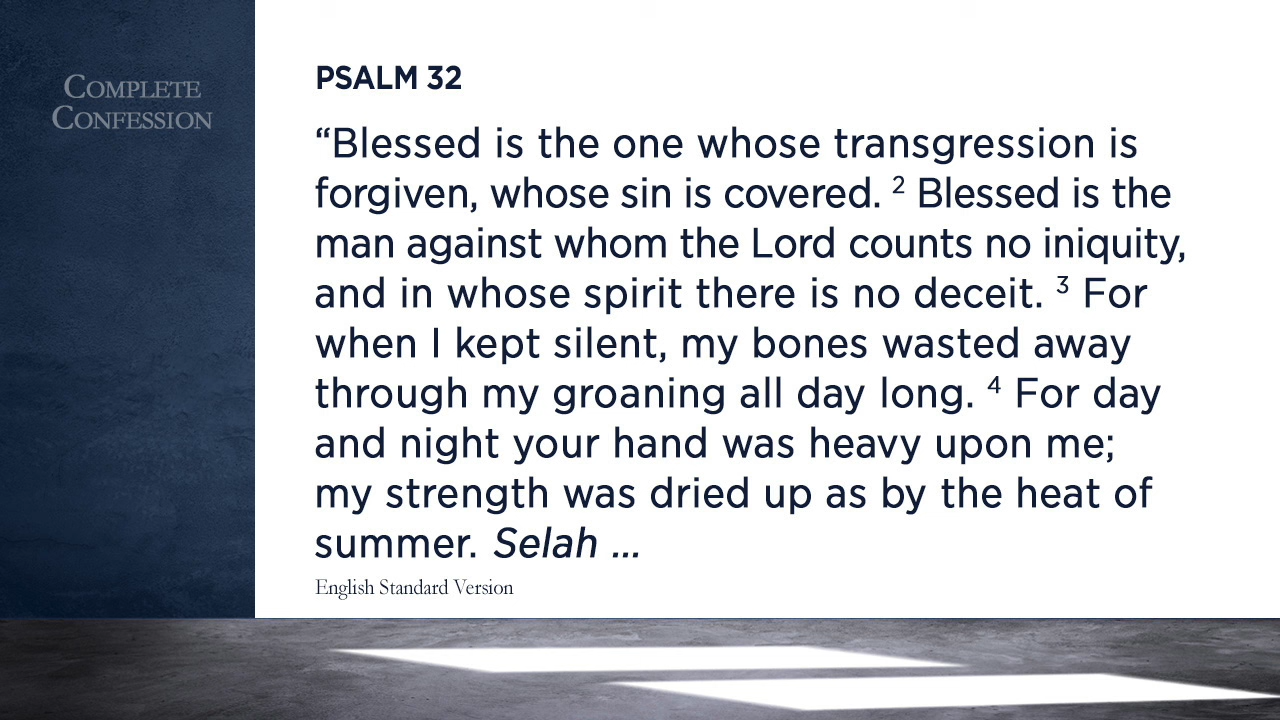 COMPLETE
CONFESSION
PSALM 32
“Blessed is the one whose transgression is
forgiven, whose sin is covered. ² Blessed is the
man against whom the Lord counts no iniquity,
and in whose spirit there is no deceit. ³ For
when I kept silent, my bones wasted away
through my groaning all day long. ⁴ For day
and night your hand was heavy upon me;
my strength was dried up as by the heat of
summer. Selah ...
English Standard Version